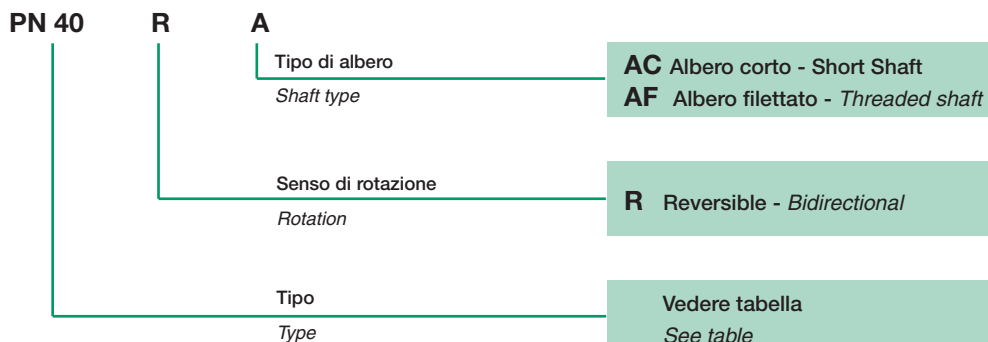 PN 40 R A
Tipo di albero
Shaft type
AC Albero corto - Short Shaft
AF Albero filettato - Threaded shaft
Senso di rotazione
Rotation
R Reversible - Bidirectional
Tipo
Type
Vedere tabella
See table